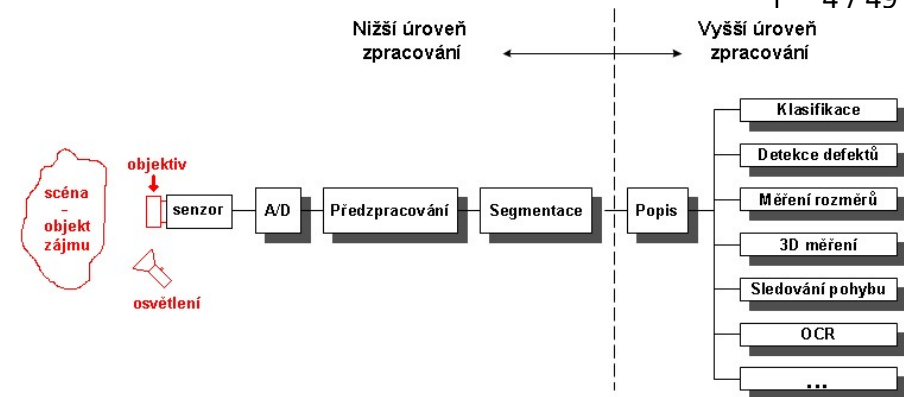 4 / 49
Nižší úroveň
zpracování
Vyšší úroveň
zpracování
scéna
-
objekt
zájmu
objektiv
osvětlení
senzor
A/D
Předzpracování
Segmentace
Popis
Klasifikace
Detekce defektů
Měření rozměrů
3D měření
Sledování pohybu
OCR
...